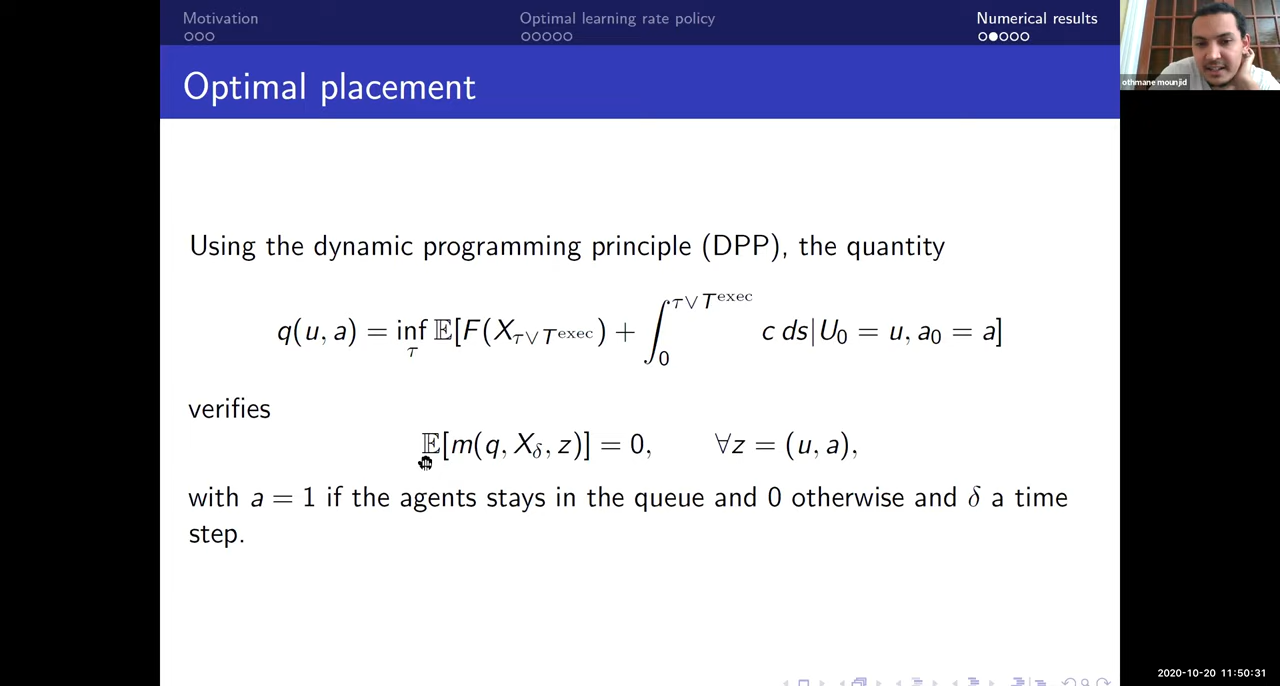 Motivation
Optimal learning rate policy
Numerical results
Optimal placement
othmane mounjid
Using the dynamic programming principle (DPP), the quantity
q(u, a) = inf_τ 𝔼[F(X_{τ∨T^exec}) + ∫_0^{τ∨T^exec} c ds|U_0 = u, a_0 = a]
verifies
𝔼[m(q, X_δ, z)] = 0, ∀z = (u, a),
with a = 1 if the agents stays in the queue and 0 otherwise and δ a time
step.
2020-10-20 11:50:31